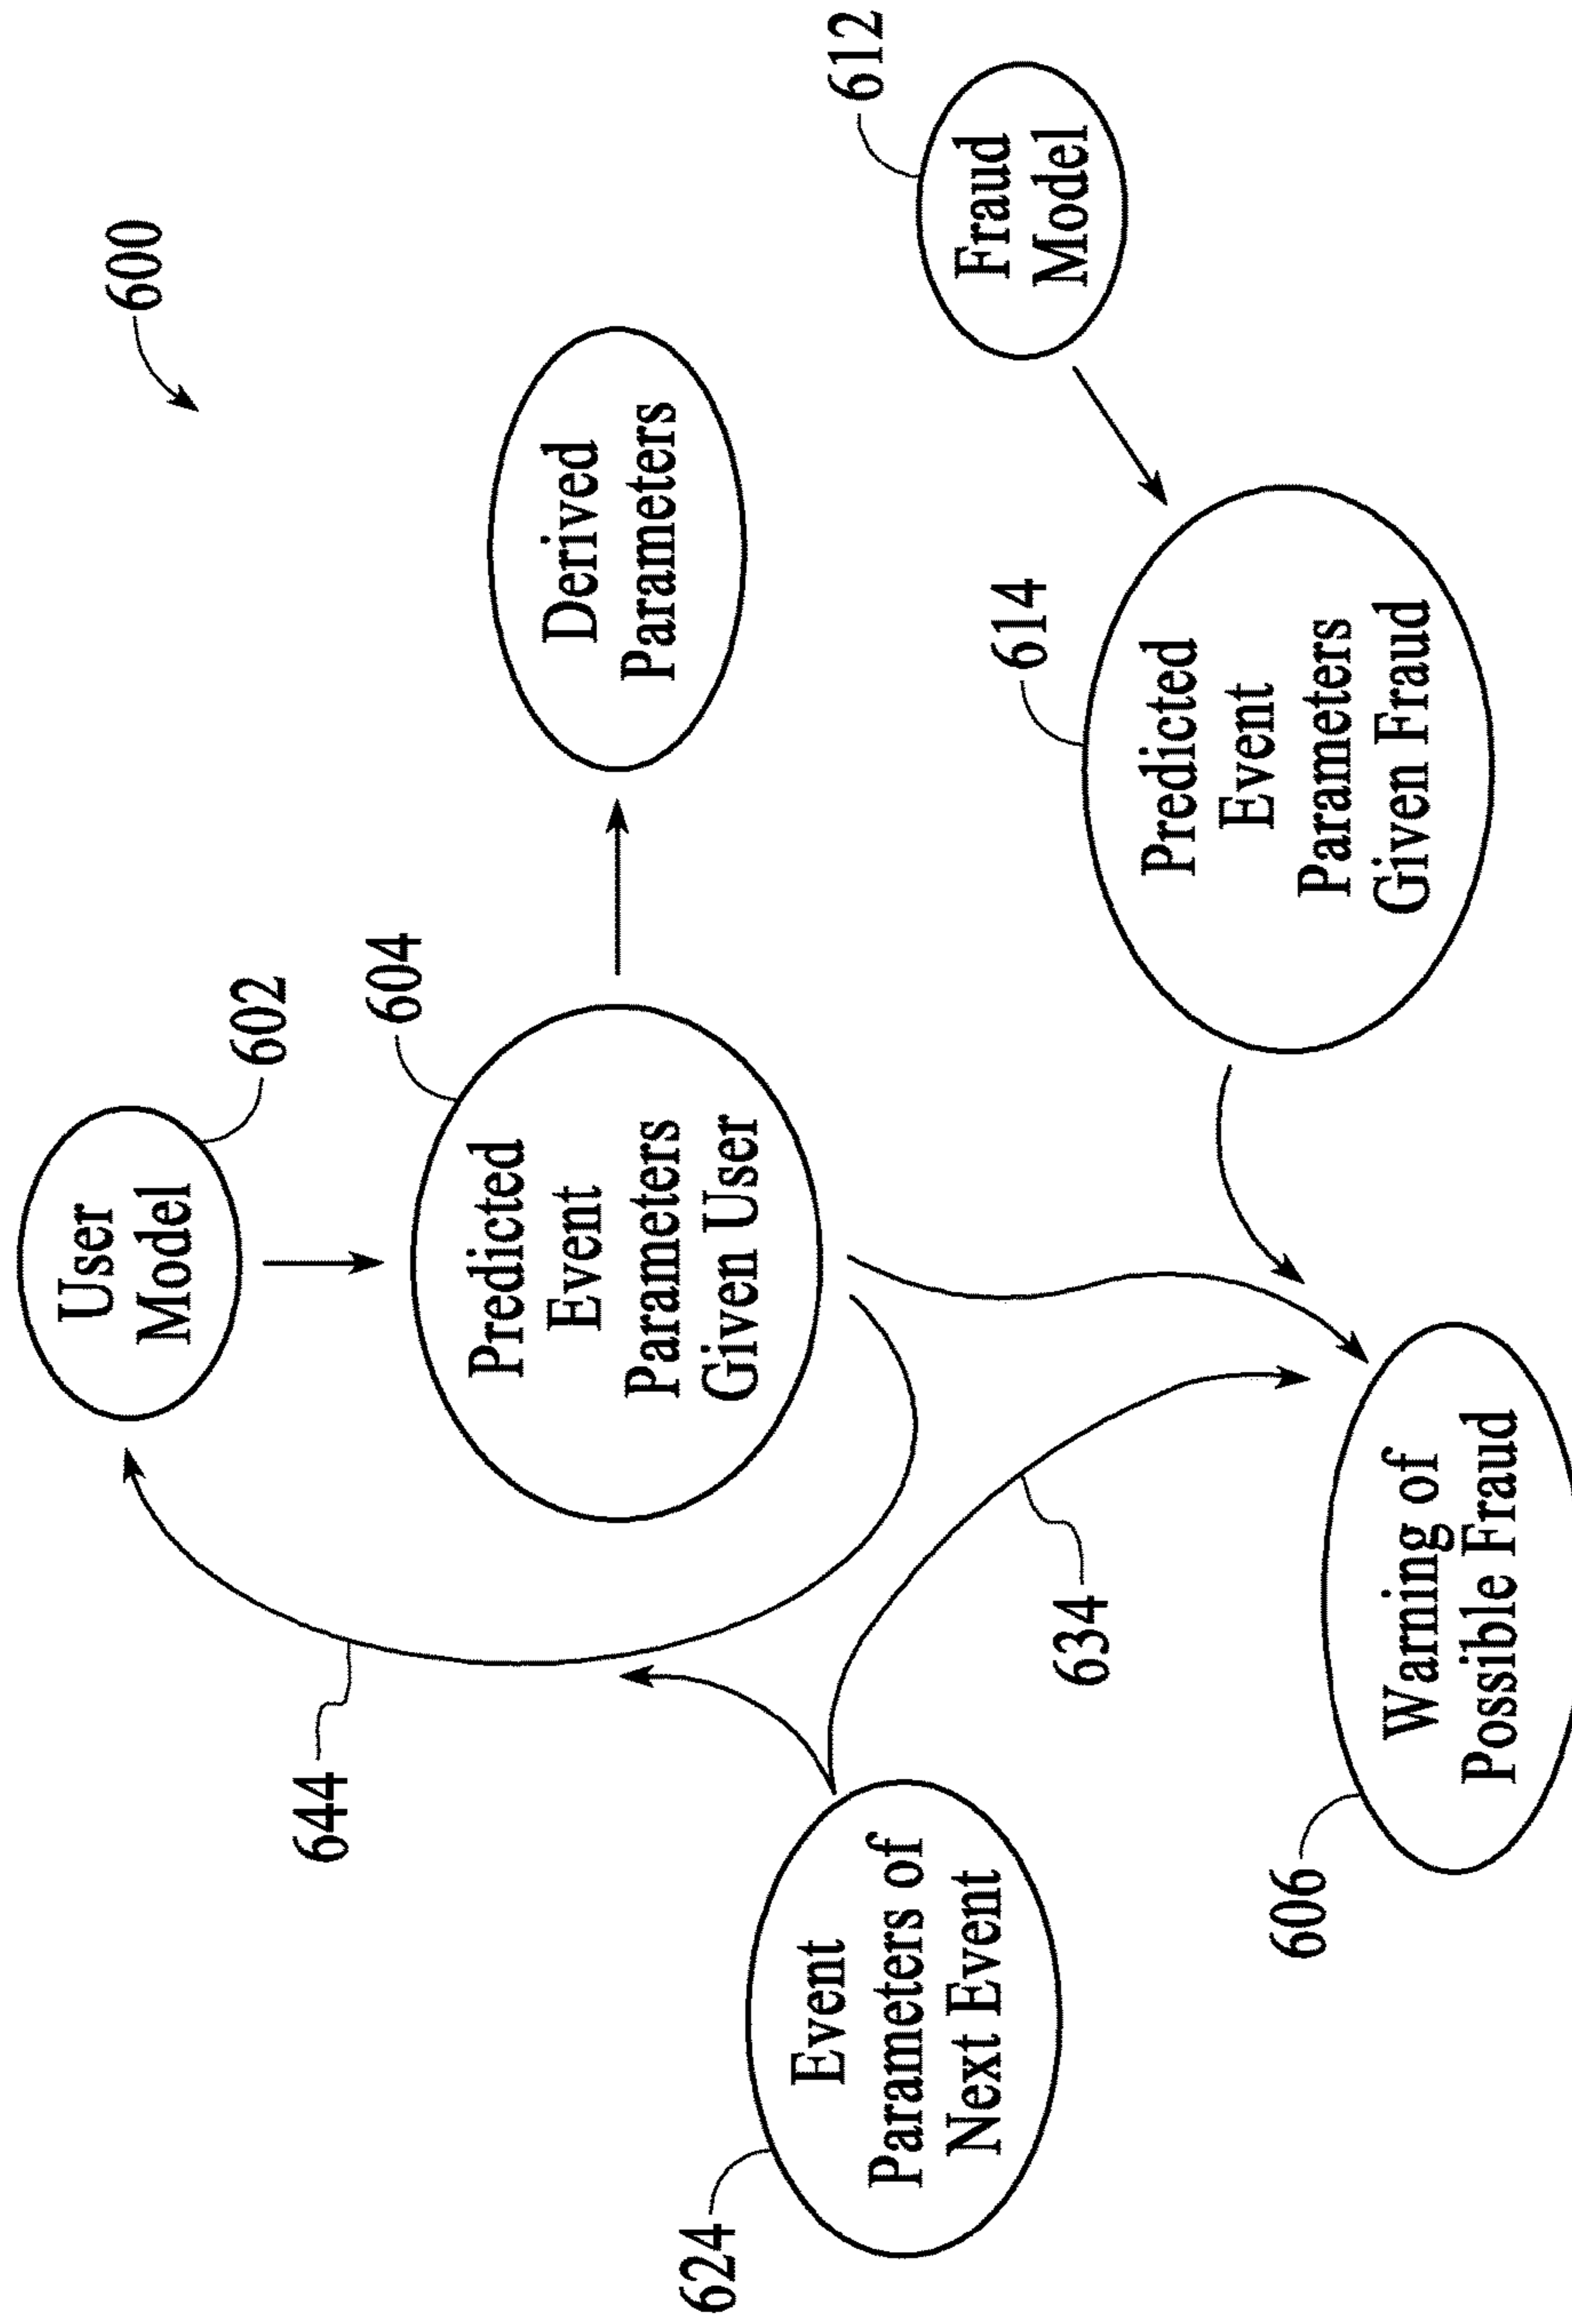 600
User
Model
602
644
Predicted
Event
Parameters
Given User
604
Derived
Parameters
624
Event
Parameters of
Next Event
634
612
Fraud
Model
614
Predicted
Event
Parameters
Given Fraud
606
Warning of
Possible Fraud